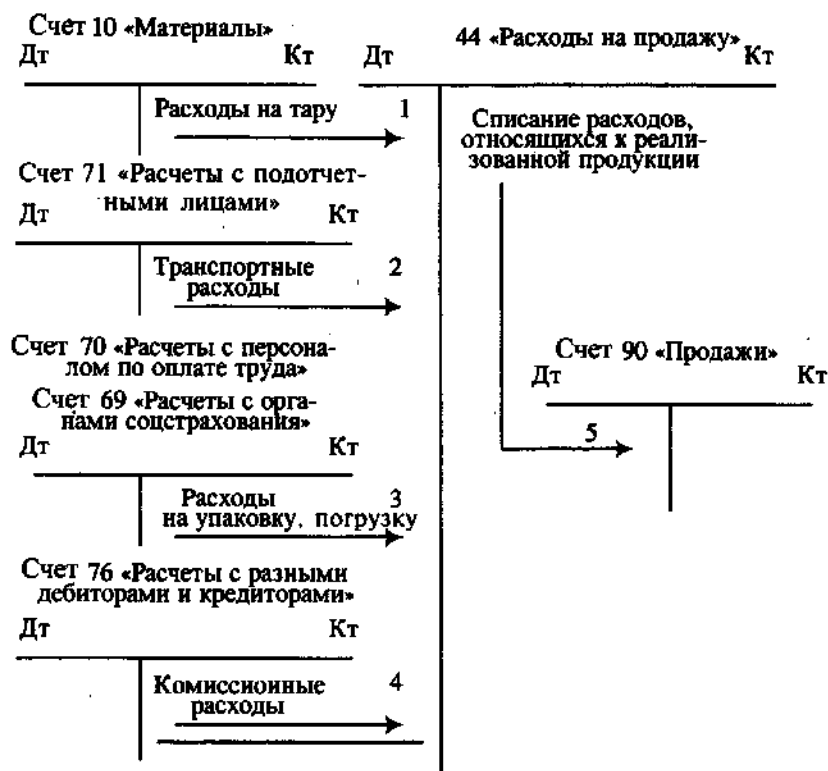 Счет 10 «Материалы»
Дт Кт
Расходы на тару 1
Счет 71 «Расчеты с подотчет-
ными лицами»
Дт Кт
Транспортные 2
расходы
Счет 70 «Расчеты с персона-
лом по оплате труда»
Счет 69 «Расчеты с орга-
нами соцстрахования»
Дт Кт
Расходы 3
на упаковку, погрузку
Счет 76 «Расчеты с разными
дебиторами и кредиторами»
Дт Кт
Комиссионные 4
расходы
44 «Расходы на продажу»
Дт Кт
Списание расходов,
относящихся к реали-
зованной продукции
Счет 90 «Продажи»
Дт Кт
5